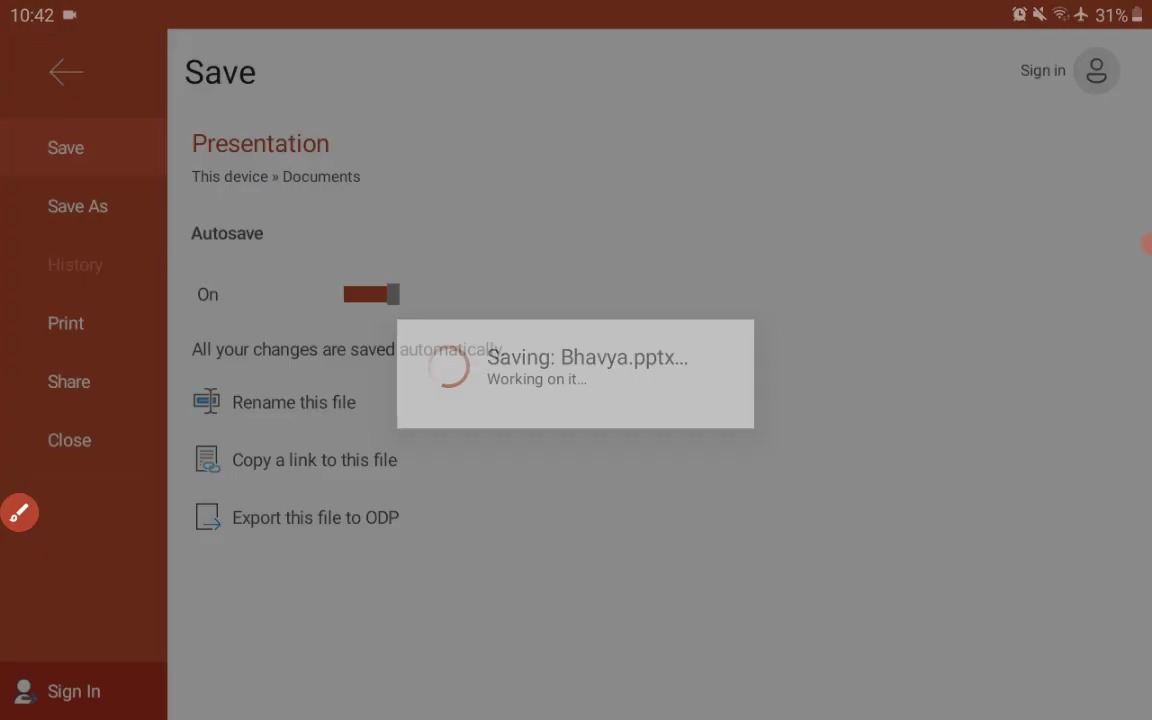 10:42
31%
Save
Sign in
Save
Presentation
This device » Documents
Save As
Autosave
History
On
Print
All your changes are saved automatically.
Saving: Bhavya.pptx...
Working on it...
Share
Rename this file
Close
Copy a link to this file
Export this file to ODP
Sign In